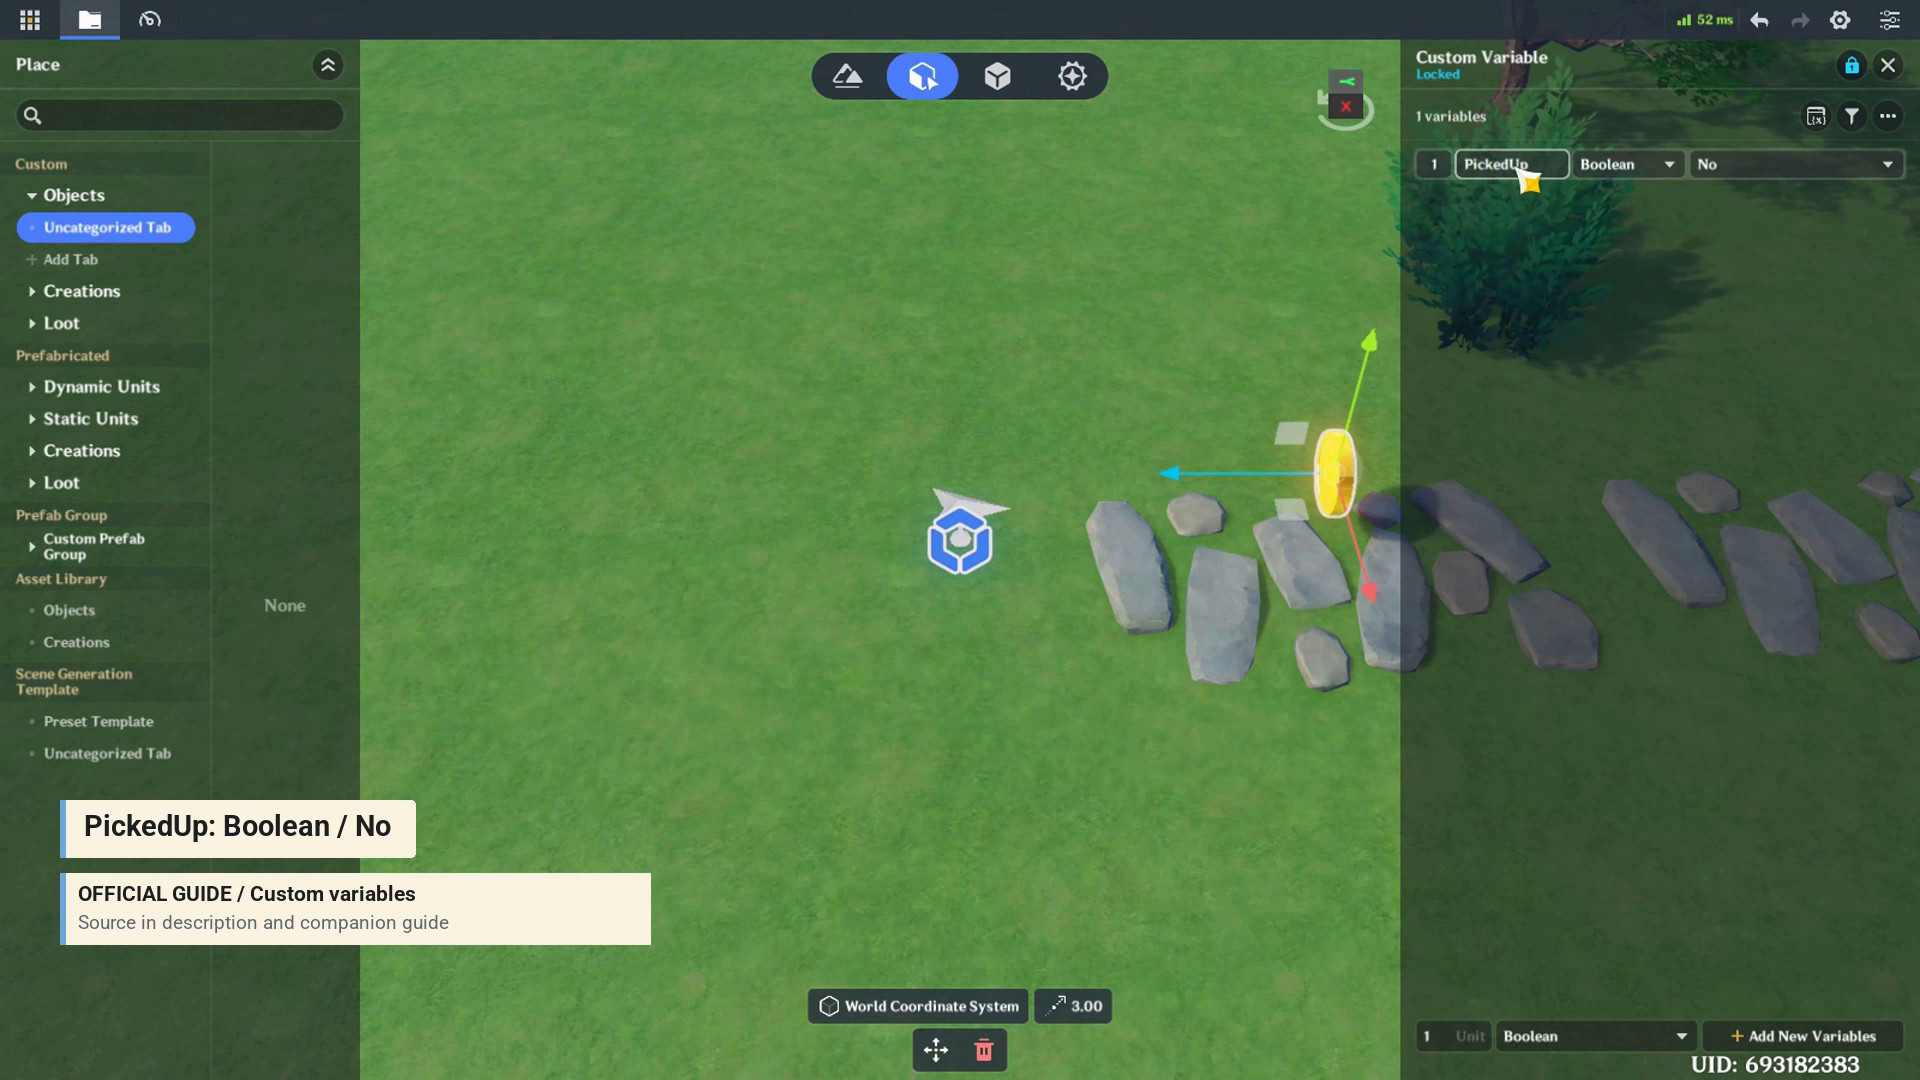 52 ms
Place
Custom
Objects
Uncategorized Tab
Add Tab
Creations
Loot
Prefabricated
Dynamic Units
Static Units
Creations
Loot
Prefab Group
Custom Prefab
Group
Asset Library
Objects
Creations
Scene Generation
Template
Preset Template
Uncategorized Tab
None
Custom Variable
Locked
1 variables
1 PickedUp Boolean No
PickedUp: Boolean / No
OFFICIAL GUIDE / Custom variables
Source in description and companion guide
World Coordinate System 3.00
1 Unit Boolean + Add New Variables
UID: 693182383